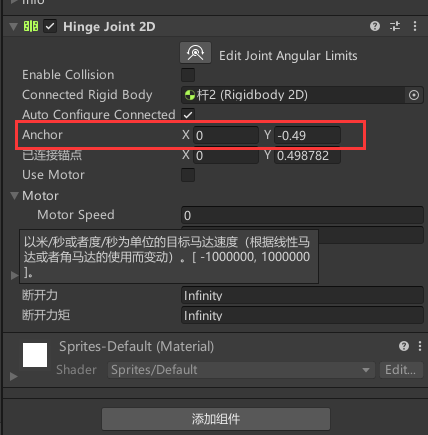 Info
Hinge Joint 2D
Edit Joint Angular Limits
Enable Collision
Connected Rigid Body 杆2 (Rigidbody 2D)
Auto Configure Connected
Anchor X 0 Y -0.49
已连接锚点 X 0 Y 0.498782
Use Motor
Motor
Motor Speed 0
以米/秒或者度/秒为单位的目标马达速度（根据线性马
达或者角马达的使用而变动）。[ -1000000, 1000000
]。
断开力 Infinity
断开力矩 Infinity
Sprites-Default (Material)
Shader Sprites/Default Edit...
添加组件